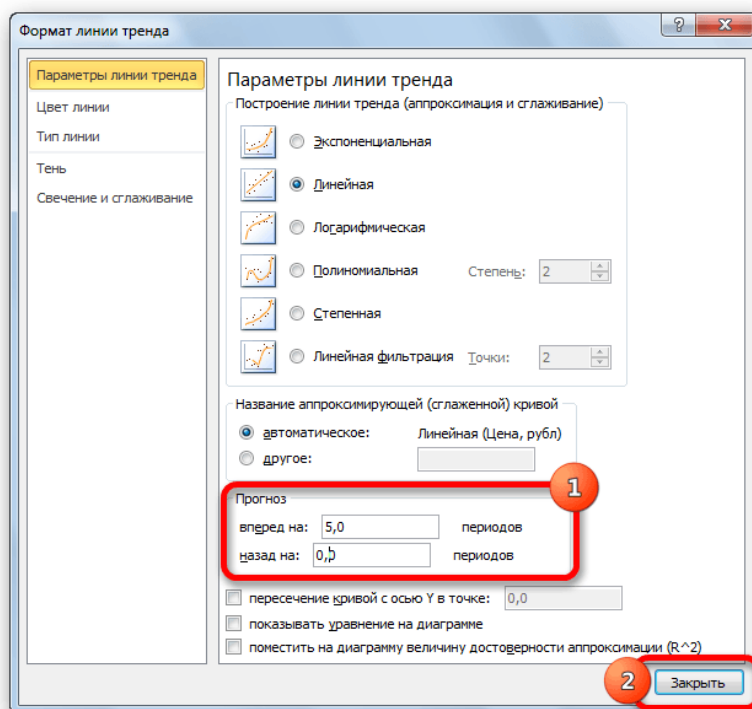 Формат линии тренда
Параметры линии тренда
Цвет линии
Тип линии
Тень
Свечение и сглаживание
Параметры линии тренда
Построение линии тренда (аппроксимация и сглаживание)
Экспоненциальная
Линейная
Логарифмическая
Полиномиальная Степень: 2
Степенная
Линейная фильтрация Точки: 2
Название аппроксимирующей (сглаженной) кривой
автоматическое: Линейная (Цена, рубл)
другое:
1
Прогноз
вперед на: 5,0 периодов
назад на: 0,0 периодов
пересечение кривой с осью Y в точке: 0,0
показывать уравнение на диаграмме
поместить на диаграмму величину достоверности аппроксимации (R^2)
2 Закрыть